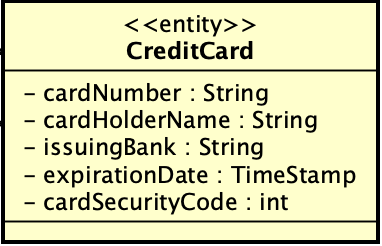 <<entity>>
CreditCard
- cardNumber : String
- cardHolderName : String
- issuingBank : String
- expirationDate : TimeStamp
- cardSecurityCode : int